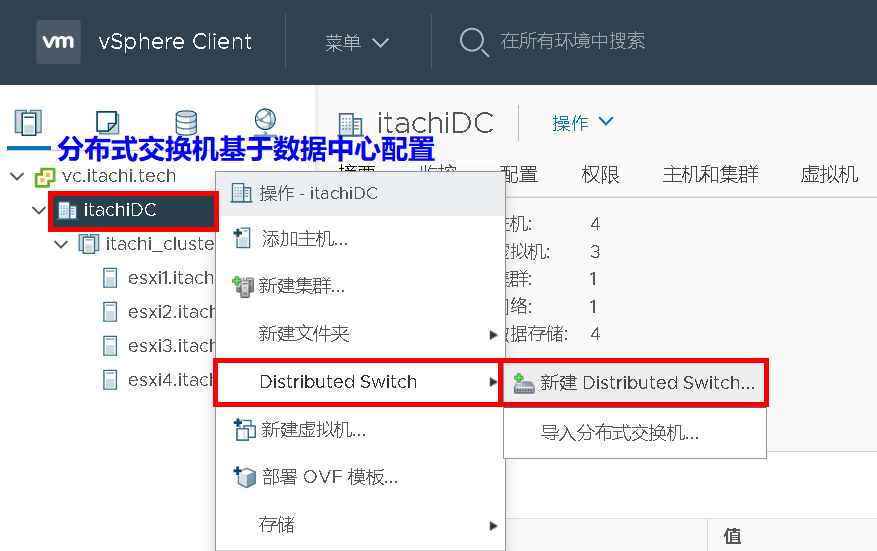 vm vSphere Client 菜单 在所有环境中搜索
itachiDC 操作
分布式交换机基于数据中心配置
vc.itachi.tech
配置 权限 主机和集群 虚拟机
itachiDC
操作 - itachiDC
itachi_cluste
添加主机...
4
esxi1.itach
新建集群...
虚拟机: 3
esxi2.itach
新建文件夹
集群: 1
esxi3.itach
Distributed Switch
网络: 1
esxi4.itach
数据存储: 4
新建 Distributed Switch...
新建虚拟机...
导入分布式交换机...
部署 OVF 模板...
存储
值